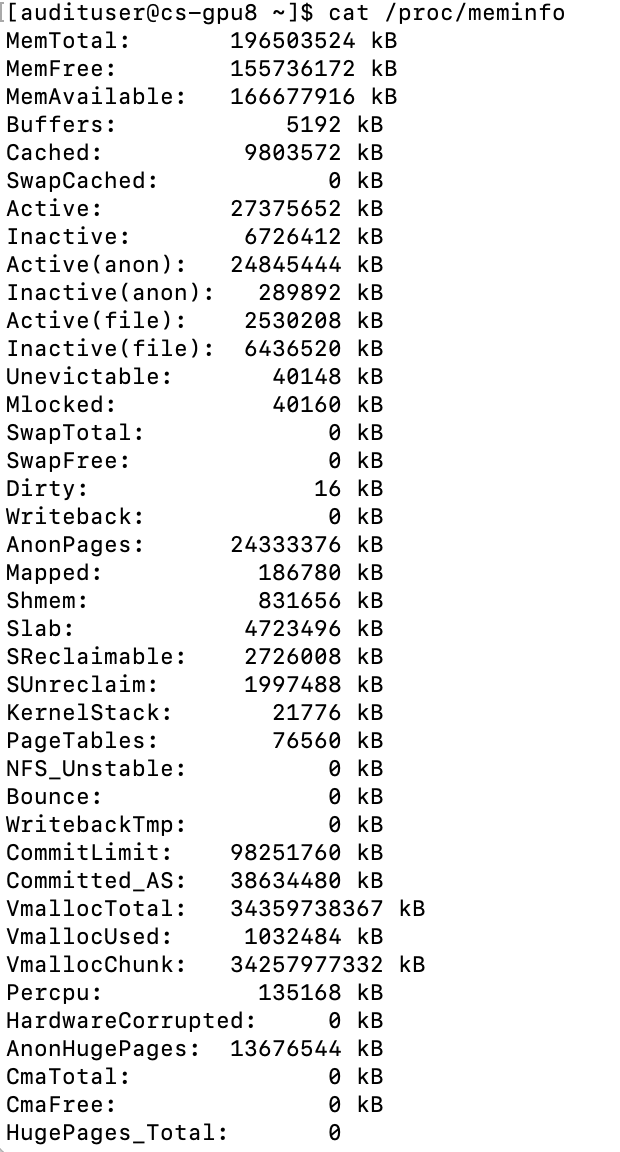 [[audituser@cs-gpu8 ~]$ cat /proc/meminfo
MemTotal:       196503524 kB
MemFree:        155736172 kB
MemAvailable:   166677916 kB
Buffers:            5192 kB
Cached:          9803572 kB
SwapCached:            0 kB
Active:         27375652 kB
Inactive:        6726412 kB
Active(anon):   24845444 kB
Inactive(anon):   289892 kB
Active(file):    2530208 kB
Inactive(file):  6436520 kB
Unevictable:       40148 kB
Mlocked:           40160 kB
SwapTotal:             0 kB
SwapFree:              0 kB
Dirty:                16 kB
Writeback:             0 kB
AnonPages:      24333376 kB
Mapped:           186780 kB
Shmem:            831656 kB
Slab:            4723496 kB
SReclaimable:    2726008 kB
SUnreclaim:      1997488 kB
KernelStack:       21776 kB
PageTables:        76560 kB
NFS_Unstable:          0 kB
Bounce:                0 kB
WritebackTmp:          0 kB
CommitLimit:    98251760 kB
Committed_AS:   38634480 kB
VmallocTotal:   34359738367 kB
VmallocUsed:     1032484 kB
VmallocChunk:   34257977332 kB
Percpu:           135168 kB
HardwareCorrupted:     0 kB
AnonHugePages:  13676544 kB
CmaTotal:              0 kB
CmaFree:               0 kB
HugePages_Total:       0